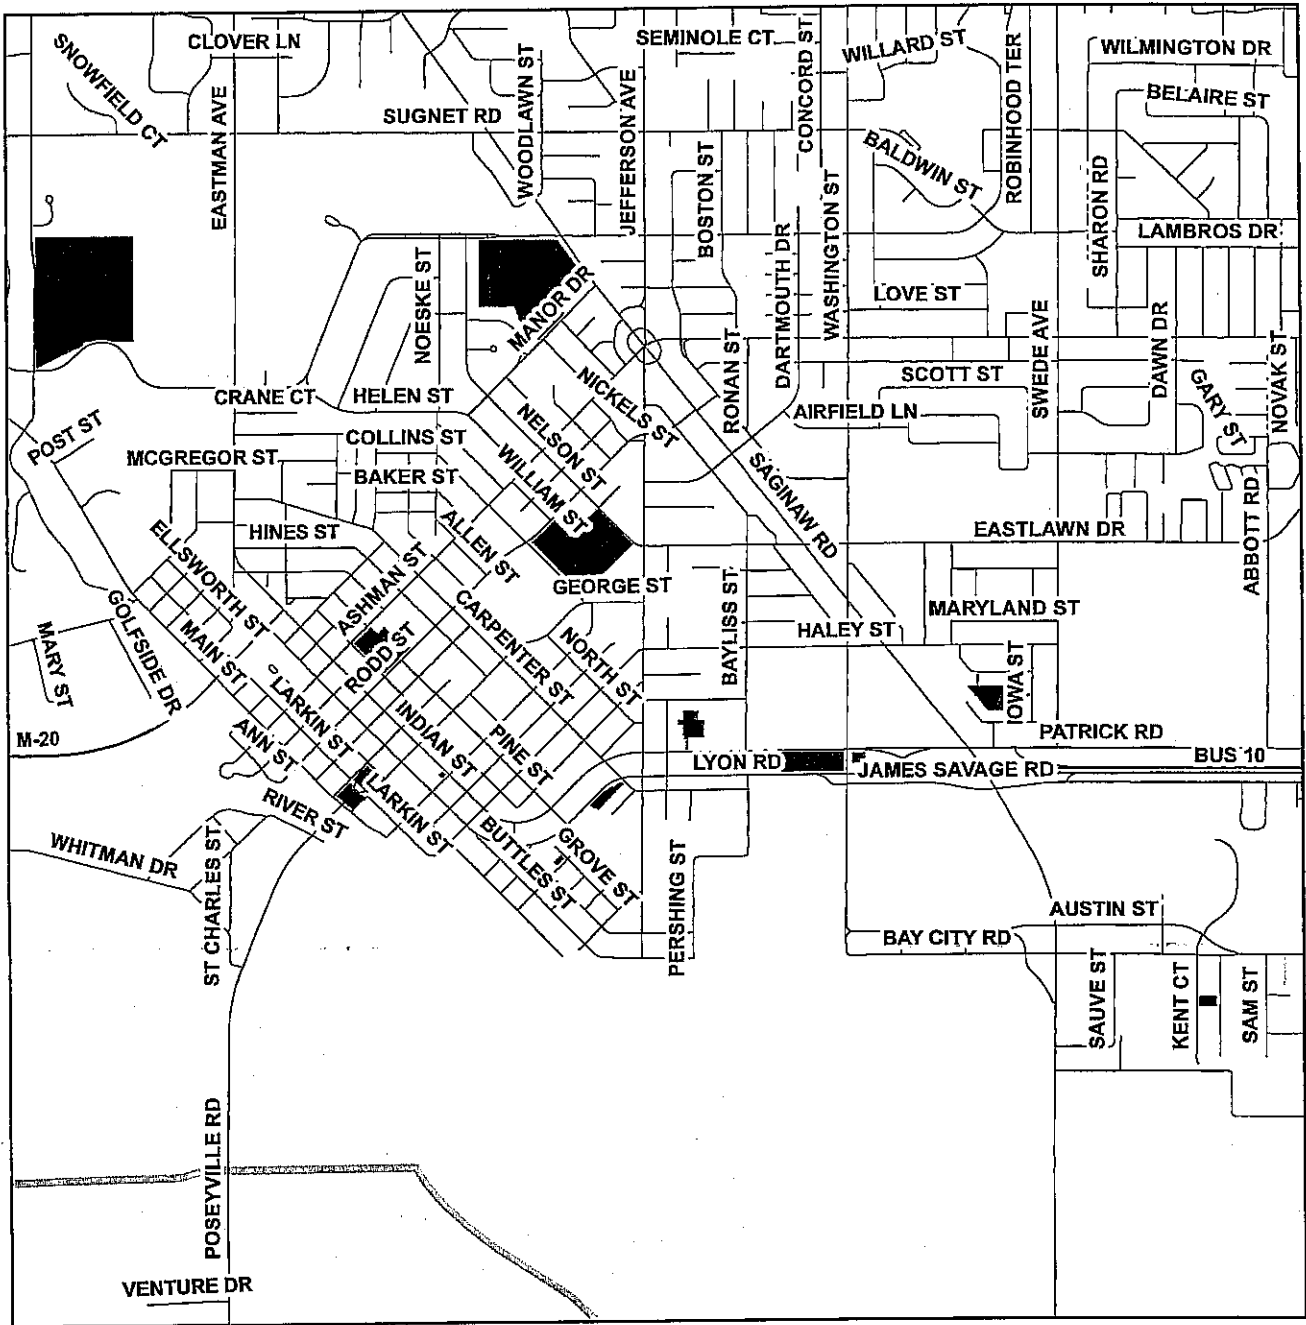 SNOWFIELD CT
CLOVER LN
EASTMAN AVE
SUGNET RD
WOODLAWN ST
JEFFERSON AVE
SEMINOLE CT
BOSTON ST
CONCORD ST
WILLARD ST
BALDWIN ST
ROBINHOOD TER
WILMINGTON DR
BELAIRE ST
SHARON RD
LAMBROS DR
NOESKE ST
MANOR DR
DARTMOUTH DR
WASHINGTON ST
LOVE ST
SWEDE AVE
DAWN DR
NOVAK ST
GARY ST
SCOTT ST
RONAN ST
AIRFIELD LN
CRANE CT
HELEN ST
NICKELS ST
NELSON ST
WILLIAM ST
COLLINS ST
BAKER ST
POST ST
MCGREGOR ST
HINES ST
ALLEN ST
SAGINAW RD
EASTLAWN DR
ABBOTT RD
ELLSWORTH ST
ASHMAN ST
GEORGE ST
BAYLISS ST
MARYLAND ST
HALEY ST
GOLFSIDE DR
MARY ST
MAIN ST
RODD ST
CARPENTER ST
NORTH ST
IOWA ST
LARKIN ST
ANN ST
INDIAN ST
PINE ST
PATRICK RD
M-20
LYON RD
JAMES SAVAGE RD
BUS 10
LARKIN ST
RIVER ST
BUTTLES ST
GROVE ST
WHITMAN DR
ST CHARLES ST
PERSHING ST
AUSTIN ST
BAY CITY RD
SAUVE ST
KENT CT
SAM ST
POSEYVILLE RD
VENTURE DR